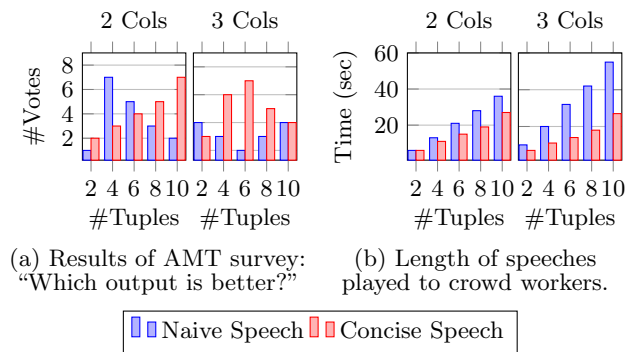 2 Cols 3 Cols
8
6
4
2
#Votes
2 4 6 8 10 2 4 6 8 10
#Tuples #Tuples
(a) Results of AMT survey:
“Which output is better?”
2 Cols 3 Cols
60
40
20
Time (sec)
2 4 6 8 10 2 4 6 8 10
#Tuples #Tuples
(b) Length of speeches
played to crowd workers.
Naive Speech Concise Speech